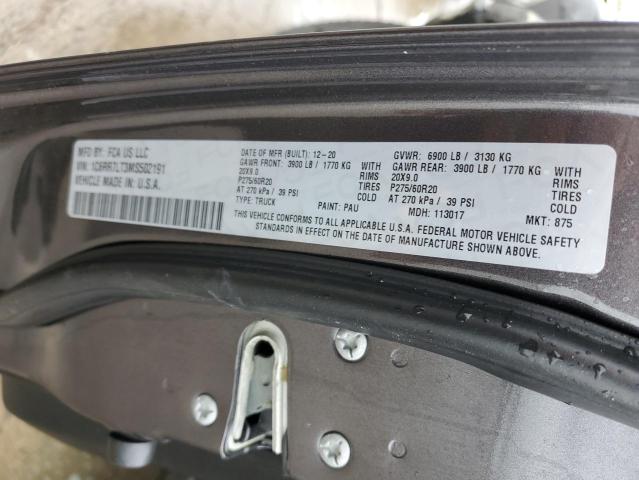 MFD BY: FCA US LLC
VIN: 1C6RR7LT3MS502191
VEHICLE MADE IN: U.S.A.
DATE OF MFR (BUILT): 12-20
GAWR FRONT: 3900 LB / 1770 KG
20X9.0 RIMS
P275/60R20 TIRES
AT 270 kPa / 39 PSI COLD
TYPE: TRUCK PAINT: PAU
GVWR: 6900 LB / 3130 KG
GAWR REAR: 3900 LB / 1770 KG
20X9.0 RIMS
P275/60R20 TIRES
AT 270 kPa / 39 PSI COLD
MDH: 113017 MKT: 875
THIS VEHICLE CONFORMS TO ALL APPLICABLE U.S.A. FEDERAL MOTOR VEHICLE SAFETY
STANDARDS IN EFFECT ON THE DATE OF MANUFACTURE SHOWN ABOVE.